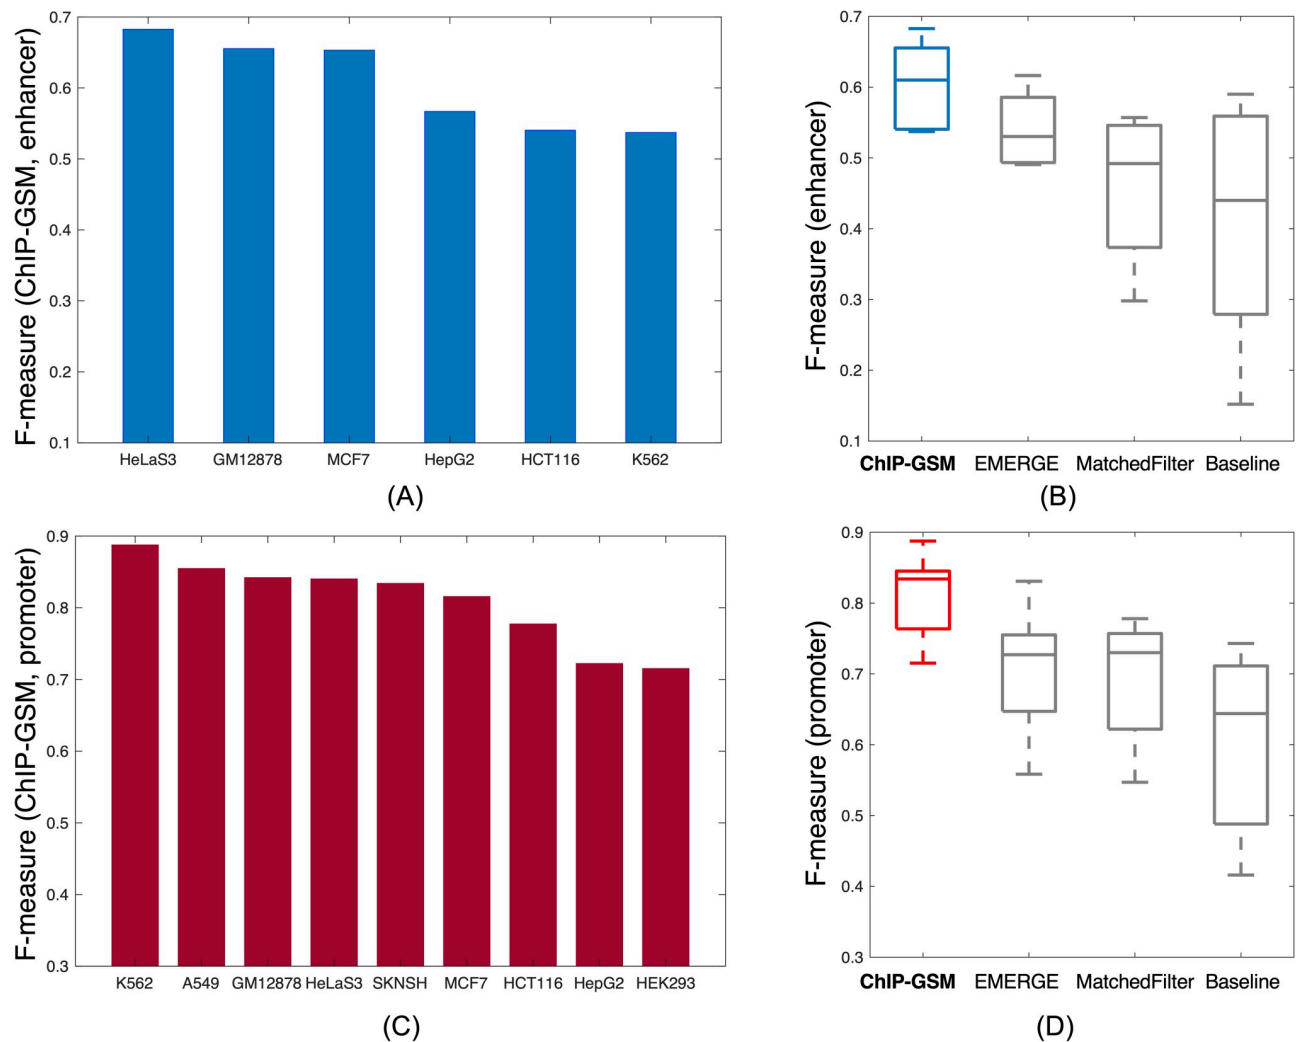 F-measure (ChIP-GSM, enhancer)
0.7
0.6
0.5
0.4
0.3
0.2
0.1
HeLaS3 GM12878 MCF7 HepG2 HCT116 K562
(A)
F-measure (enhancer)
0.7
0.6
0.5
0.4
0.3
0.2
0.1
ChIP-GSM EMERGE MatchedFilter Baseline
(B)
F-measure (ChIP-GSM, promoter)
0.9
0.8
0.7
0.6
0.5
0.4
0.3
K562 A549 GM12878 HeLaS3 SKNSH MCF7 HCT116 HepG2 HEK293
(C)
F-measure (promoter)
0.9
0.8
0.7
0.6
0.5
0.4
0.3
ChIP-GSM EMERGE MatchedFilter Baseline
(D)